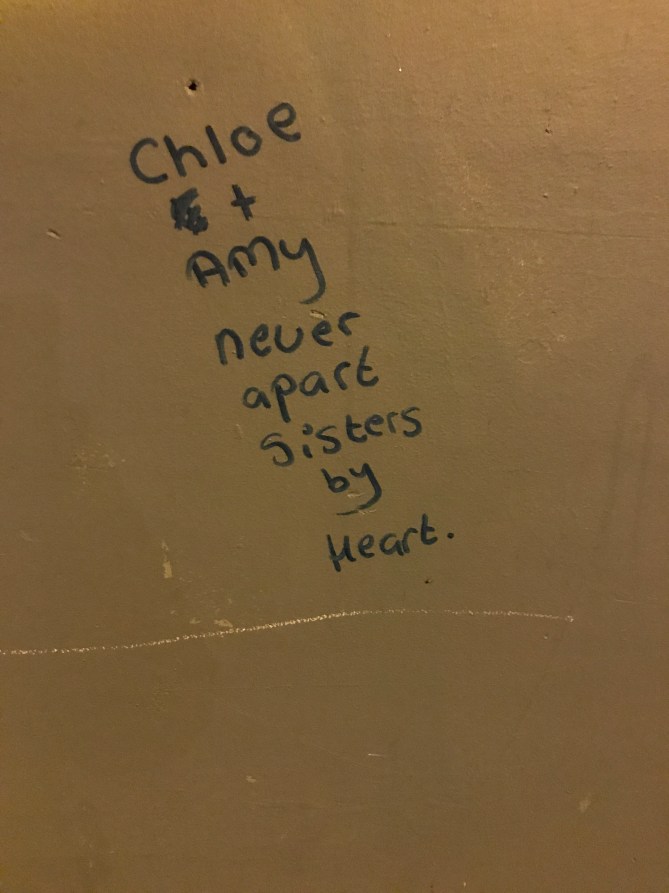 Chloe
+
AMY
never
apart
Sisters
by
Heart.